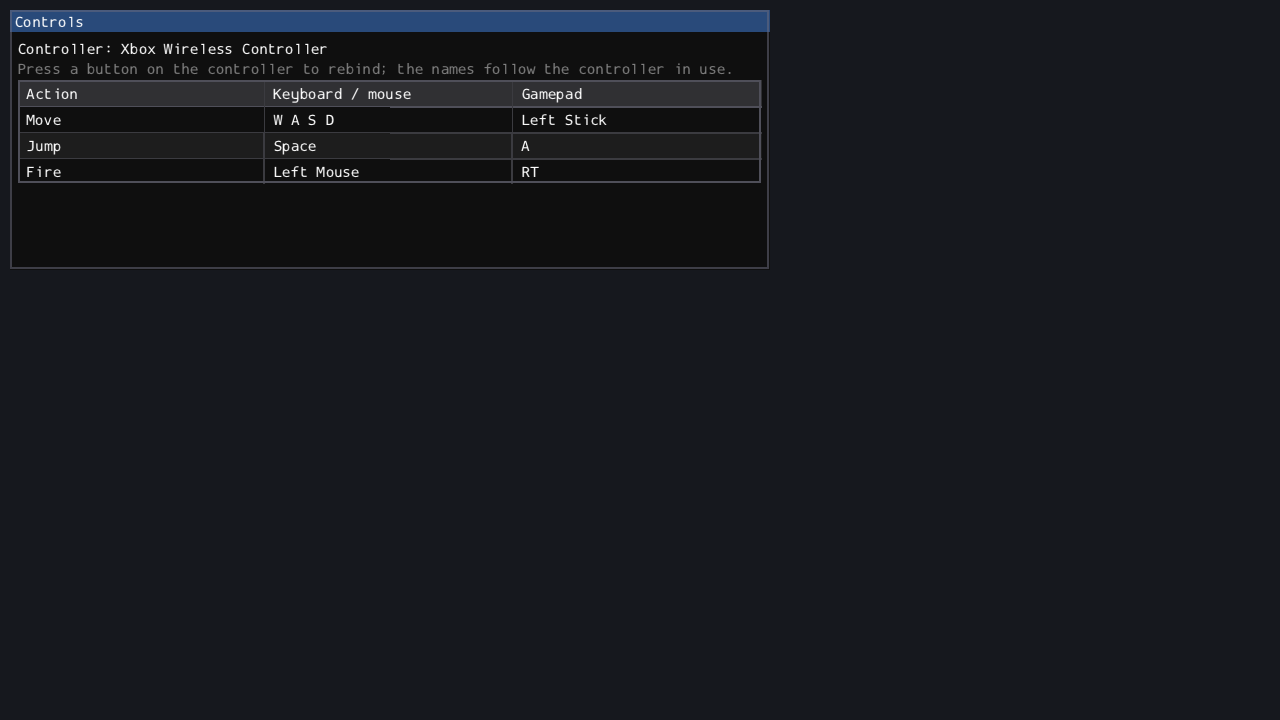 Controls
Controller: Xbox Wireless Controller
Press a button on the controller to rebind; the names follow the controller in use.
Action Keyboard / mouse Gamepad
Move W A S D Left Stick
Jump Space A
Fire Left Mouse RT